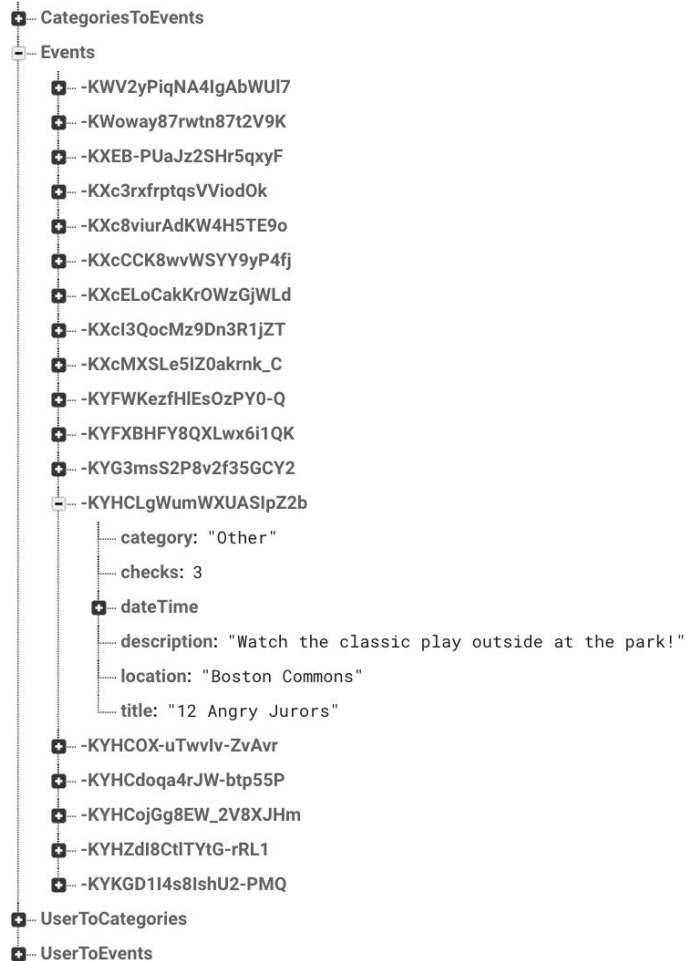 CategoriesToEvents
Events
-KWV2yPiqNA4IgAbWUl7
-KWoway87rwtn87t2V9K
-KXEB-PUaJz2SHr5qxyF
-KXc3rxfrptqsVViodOk
-KXc8viurAdKW4H5TE9o
-KXcCCK8wvWSYY9yP4fj
-KXcELoCakKrOWzGjWLd
-KXcI3QocMz9Dn3R1jZT
-KXcMXSLe5IZ0akrnk_C
-KYFWKezfHlEsOzPY0-Q
-KYFXBHFY8QXLwx6i1QK
-KYG3msS2P8v2f35GCY2
-KYHCLgWumWXUASIpZ2b
category: "Other"
checks: 3
dateTime
description: "Watch the classic play outside at the park!"
location: "Boston Commons"
title: "12 Angry Jurors"
-KYHCOX-uTwvIv-ZvAvr
-KYHCdoqa4rJW-btp55P
-KYHCojGg8EW_2V8XJHm
-KYHZdI8CtlTYtG-rRL1
-KYKGD1I4s8IshU2-PMQ
UserToCategories
UserToEvents